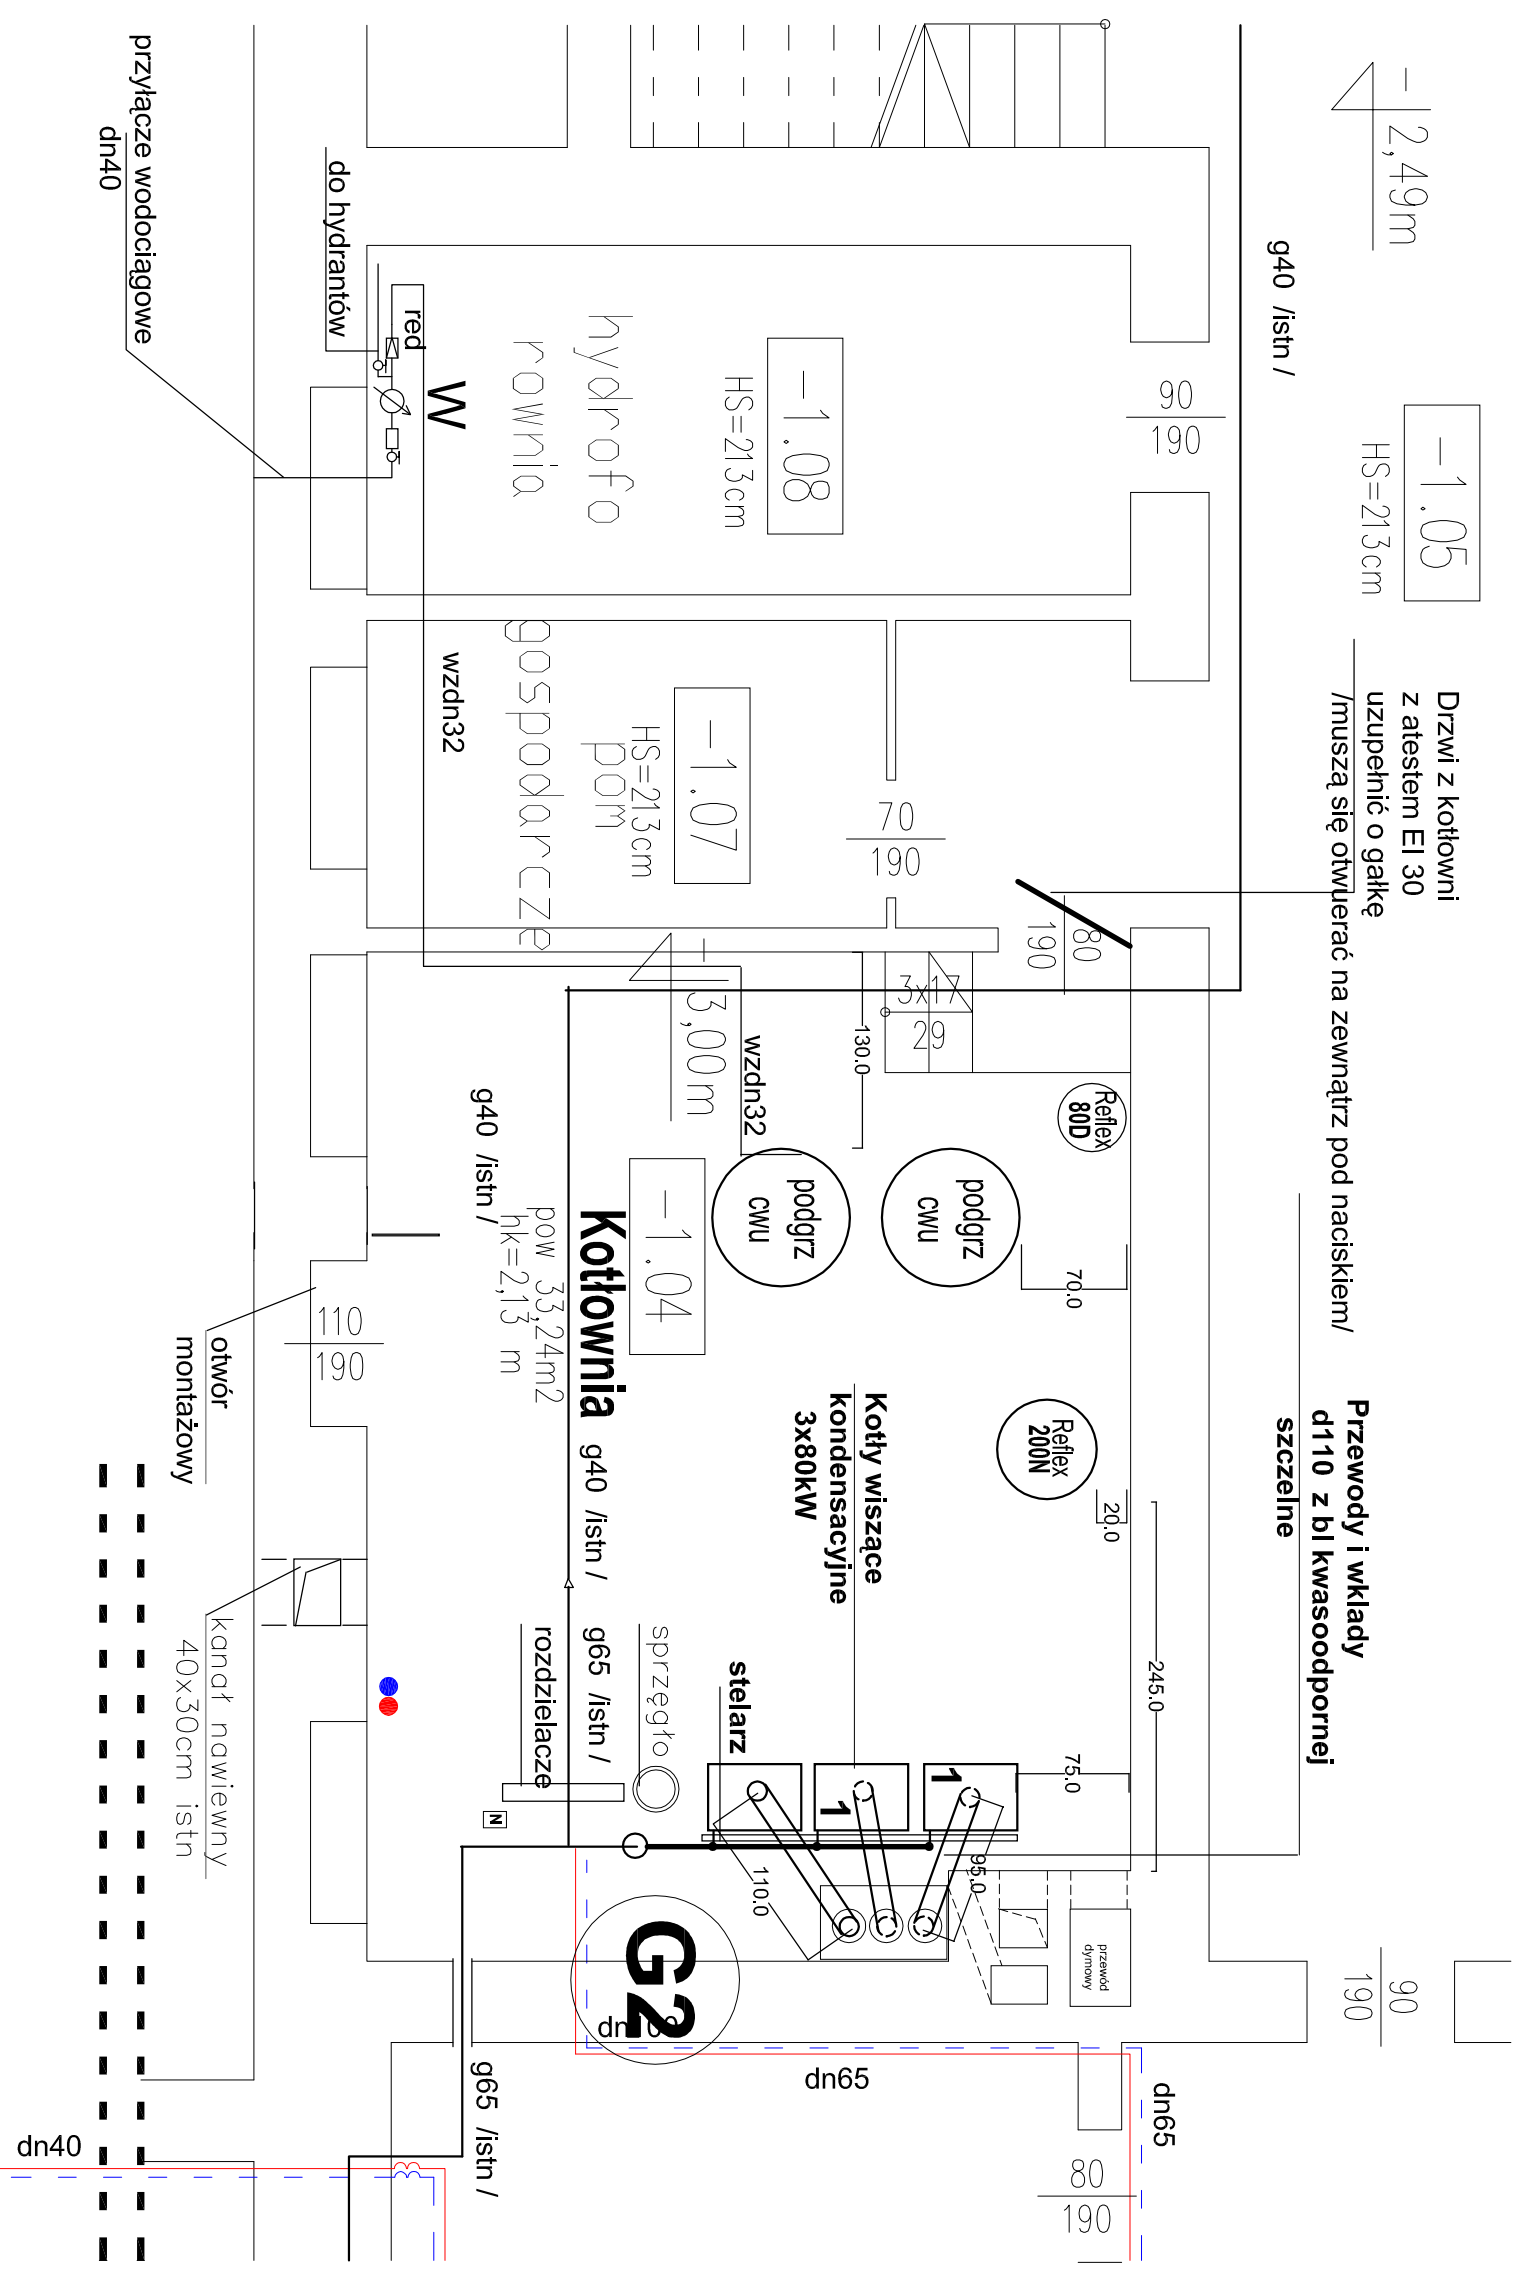 – 2,49m
g40 /istn /
–1.05
HS=213cm
przyłącze wodociągowe
dn40
do hydrantów
red
W
hydrofo
rownia
–1.08
HS=213cm
90
190
Drzwi z kotłowni
z atestem EI 30
uzupełnić o gałkę
/muszą się otwuerać na zewnątrz pod naciskiem/
wzdn32
–1.07
HS=213cm
pom
gospodarcze
70
190
80
190
3x17
29
– 3,00m
130.0
wzdn32
Reflex
80D
podgrz
cwu
podgrz
cwu
70.0
g40 /istn /
–1.04
Kotłownia
pow 33,24m2
hk=2,13 m
110
190
otwór
montażowy
Reflex
200N
20.0
Kotły wiszące
kondensacyjne
3x80kW
Przewody i wklady
d110 z bl kwasoodpornej
szczelne
g40 /istn /
245.0
kanał nawiewny
40x30cm istn
rozdzielacze
g65 /istn /
sprzęgło
stelarz
75.0
1
1
N
110.0
95.0
przewód
dymowy
G2
dn100
90
190
dn65
dn65
g65 /istn /
dn40
80
190